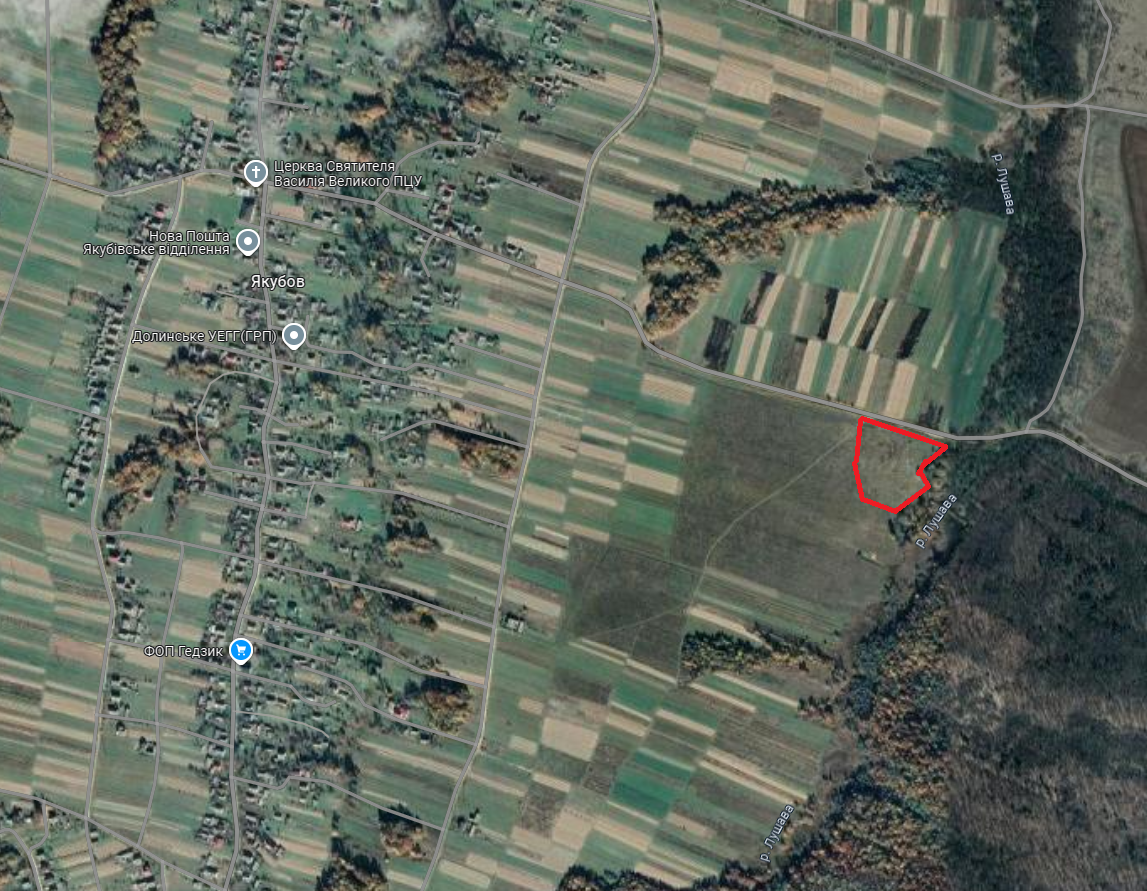 Церква Святителя
Василія Великого ПЦУ
р. Лушава
Нова Пошта
Якубівське відділення
Якубов
Долинське УЕГГ(ГРП)
р. Лушава
ФОП Гедзик
р. Лушава